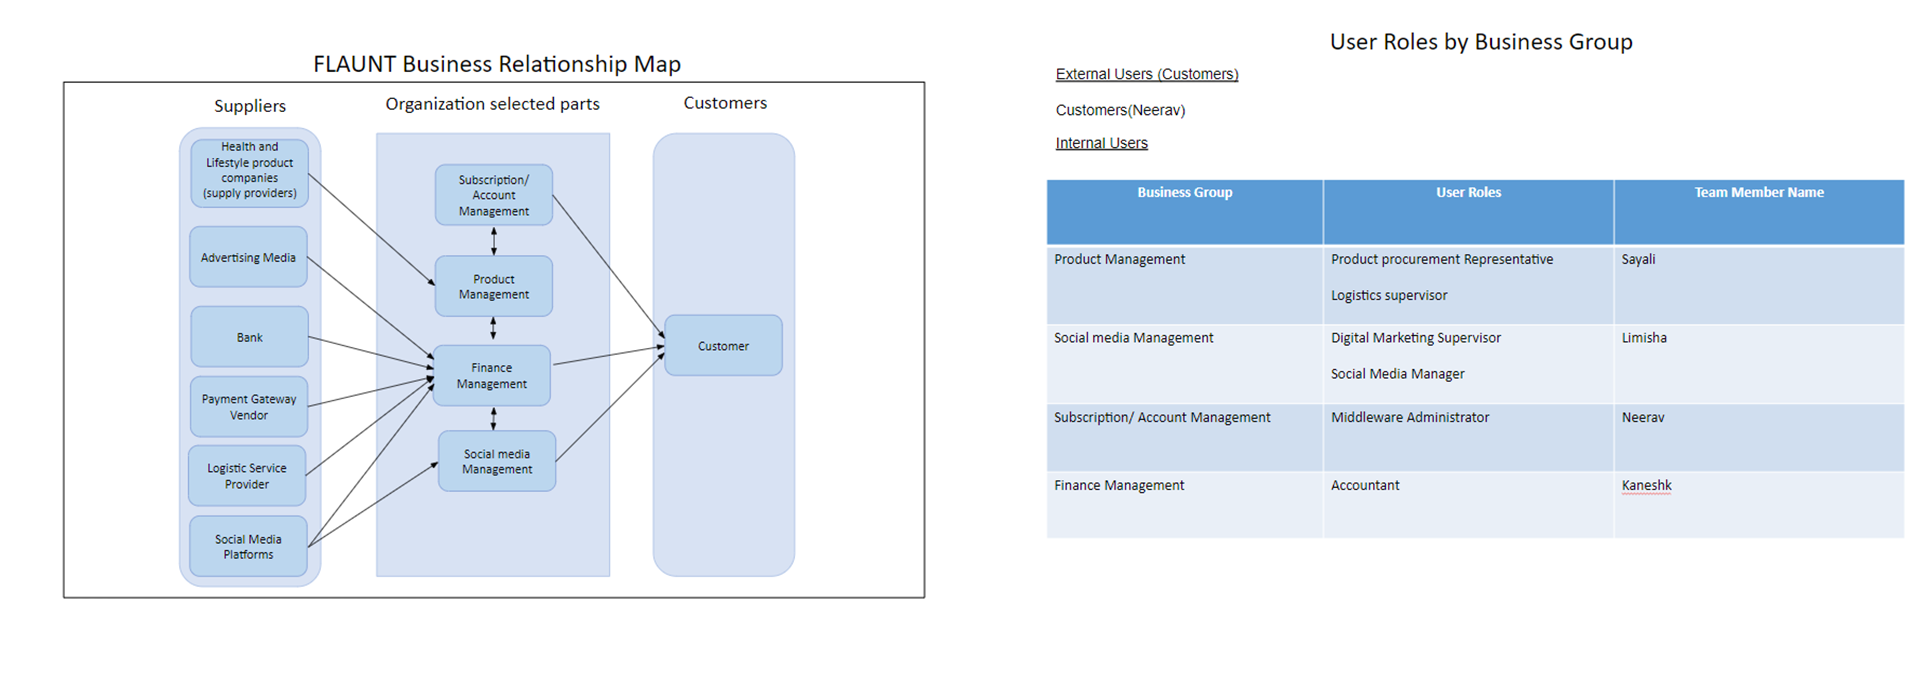 FLAUNT Business Relationship Map
Suppliers
Organization selected parts
Customers
Health and
Lifestyle product
companies
(supply providers)
Advertising Media
Bank
Payment Gateway
Vendor
Logistic Service
Provider
Social Media
Platforms
Subscription/
Account
Management
Product
Management
Finance
Management
Social media
Management
Customer
User Roles by Business Group
External Users (Customers)
Customers(Neerav)
Internal Users
Business Group
User Roles
Team Member Name
Product Management
Product procurement Representative
Logistics supervisor
Sayali
Social media Management
Digital Marketing Supervisor
Social Media Manager
Limisha
Subscription/ Account Management
Middleware Administrator
Neerav
Finance Management
Accountant
Kaneshk